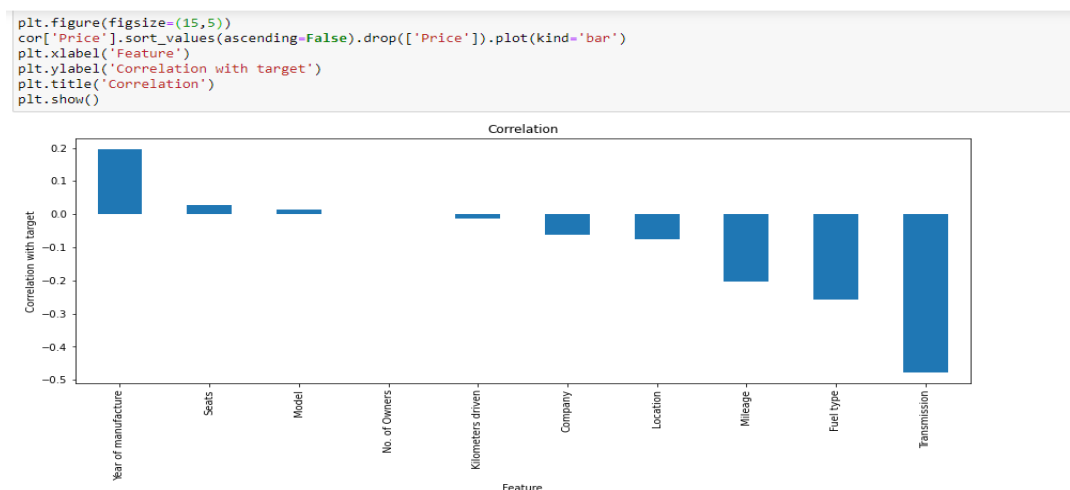 plt.figure(figsize=(15,5))
cor['Price'].sort_values(ascending=False).drop(['Price']).plot(kind='bar')
plt.xlabel('Feature')
plt.ylabel('Correlation with target')
plt.title('Correlation')
plt.show()
Correlation
Correlation with target
0.2
0.1
0.0
−0.1
−0.2
−0.3
−0.4
−0.5
Year of manufacture
Seats
Model
No. of Owners
Kilometers driven
Company
Location
Mileage
Fuel type
Transmission
Feature